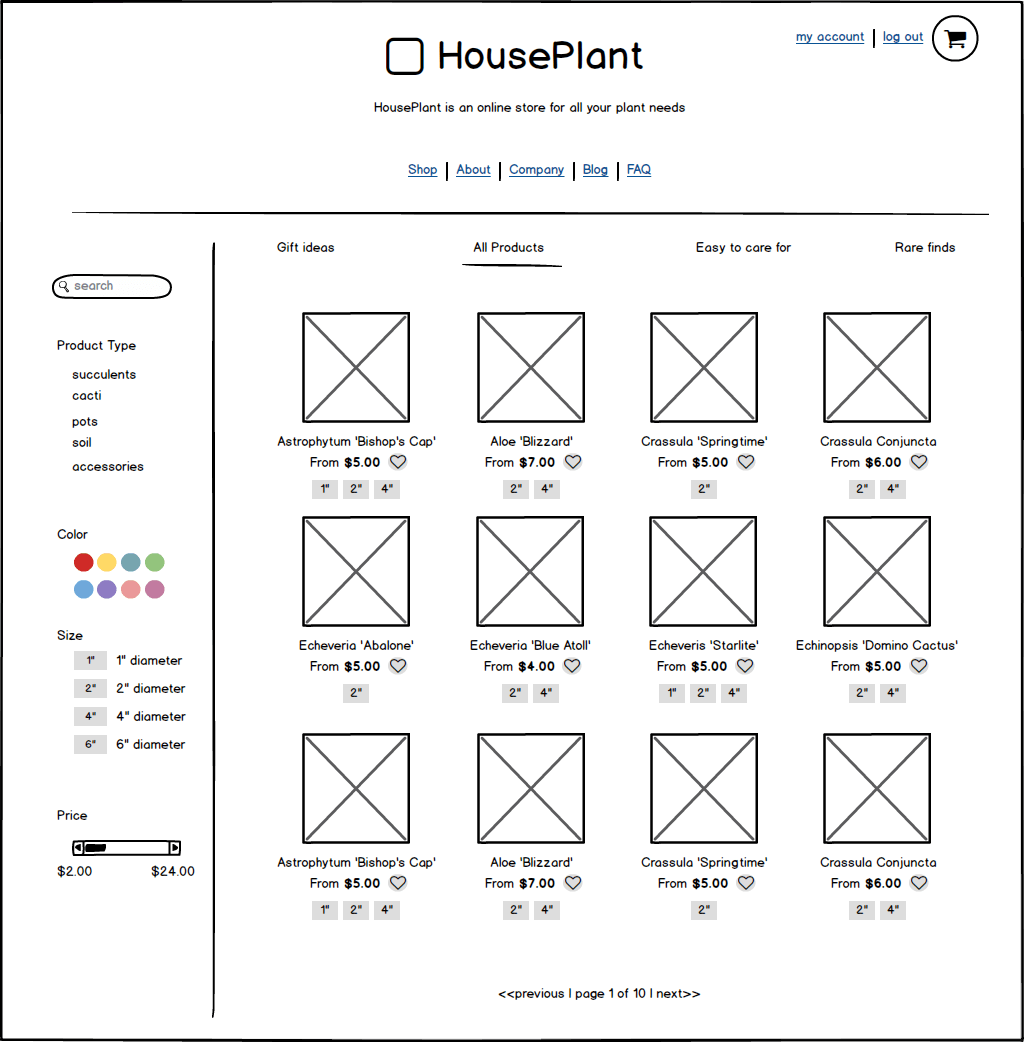 my account | log out
HousePlant
HousePlant is an online store for all your plant needs
Shop | About | Company | Blog | FAQ
Gift ideas All Products Easy to care for Rare finds
search
Product Type
succulents
cacti
pots
soil
accessories
Color
Size
1" 1" diameter
2" 2" diameter
4" 4" diameter
6" 6" diameter
Price
$2.00 $24.00
Astrophytum 'Bishop's Cap' Aloe 'Blizzard' Crassula 'Springtime' Crassula Conjuncta
From $5.00 From $7.00 From $5.00 From $6.00
1" 2" 4" 2" 4" 2" 2" 4"
Echeveria 'Abalone' Echeveria 'Blue Atoll' Echeveris 'Starlite' Echinopsis 'Domino Cactus'
From $5.00 From $4.00 From $5.00 From $5.00
2" 2" 4" 1" 2" 4" 2" 4"
Astrophytum 'Bishop's Cap' Aloe 'Blizzard' Crassula 'Springtime' Crassula Conjuncta
From $5.00 From $7.00 From $5.00 From $6.00
1" 2" 4" 2" 4" 2" 2" 4"
<<previous | page 1 of 10 | next>>